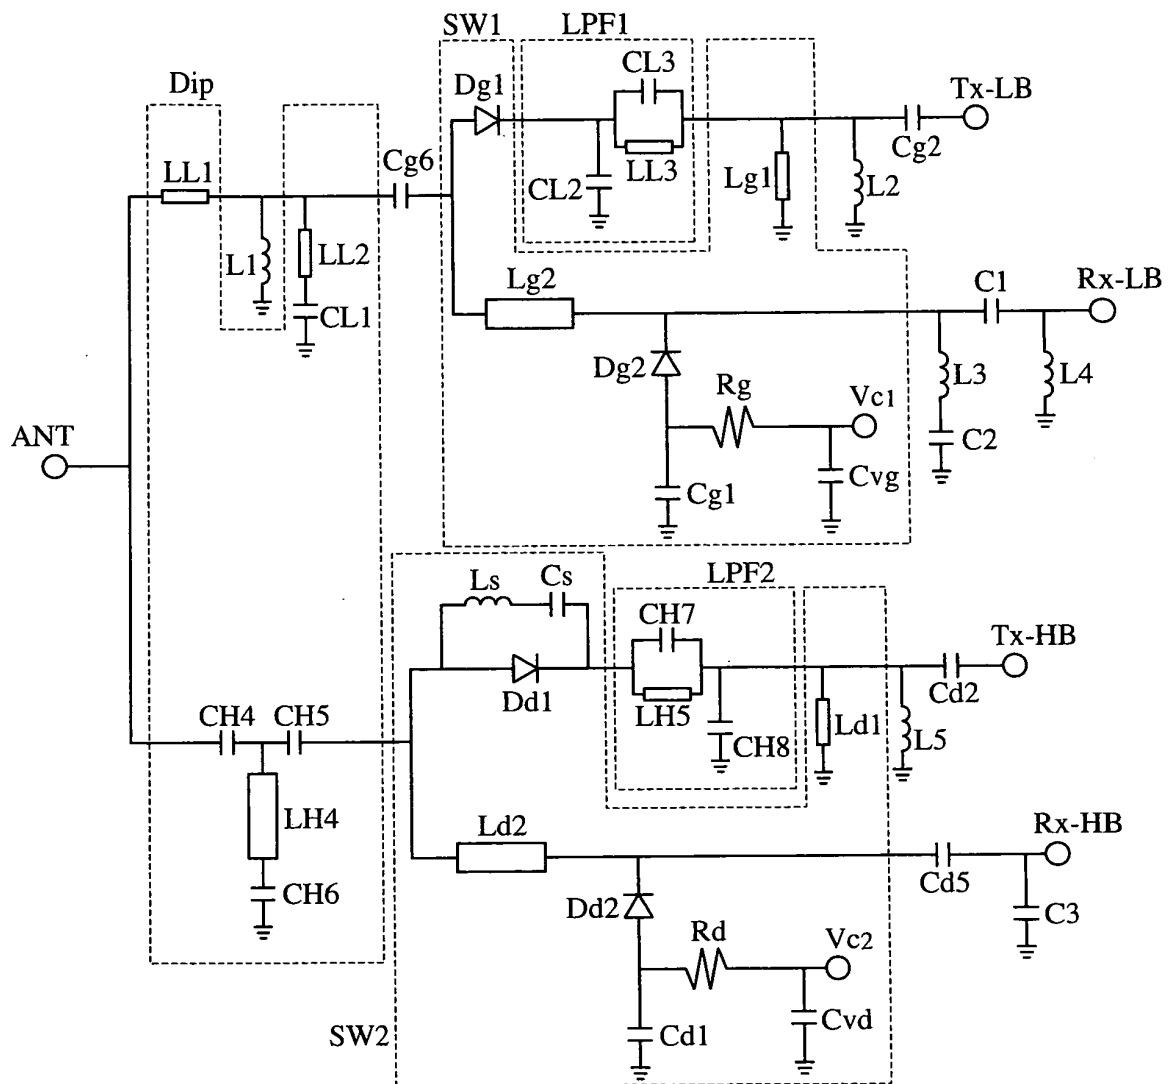 SW1
LPF1
Dip
Dg1
CL3
Tx-LB
LL1
Cg6
CL2
LL3
Lg1
L2
Cg2
L1
LL2
CL1
Lg2
C1
Rx-LB
Dg2
Rg
Vc1
L3
L4
ANT
Cg1
Cvg
C2
Ls
Cs
LPF2
CH7
Tx-HB
Dd1
LH5
CH8
Ld1
L5
Cd2
CH4
CH5
LH4
CH6
Ld2
Rx-HB
Cd5
C3
Dd2
Rd
Vc2
SW2
Cd1
Cvd